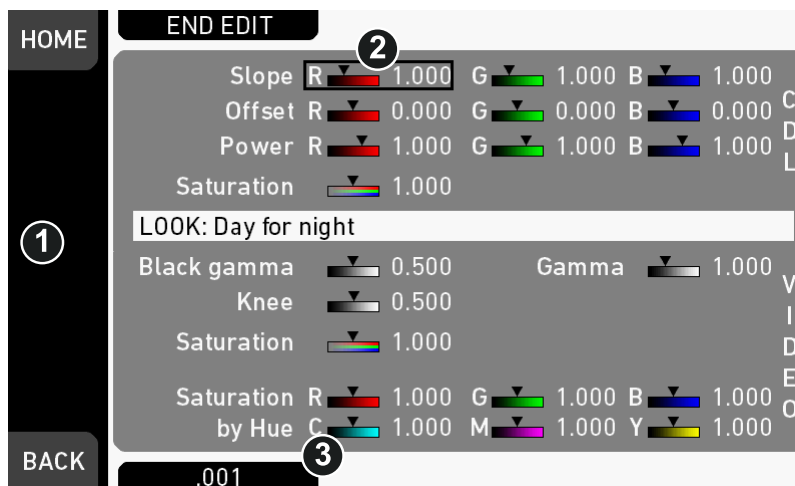 HOME
END EDIT
2
Slope R 1.000 G 1.000 B 1.000
Offset R 0.000 G 0.000 B 0.000
Power R 1.000 G 1.000 B 1.000
CDL
Saturation 1.000
LOOK: Day for night
1
Black gamma 0.500 Gamma 1.000
Knee 0.500
Saturation 1.000
VIDEO
Saturation R 1.000 G 1.000 B 1.000
by Hue C 1.000 M 1.000 Y 1.000
3
BACK
.001